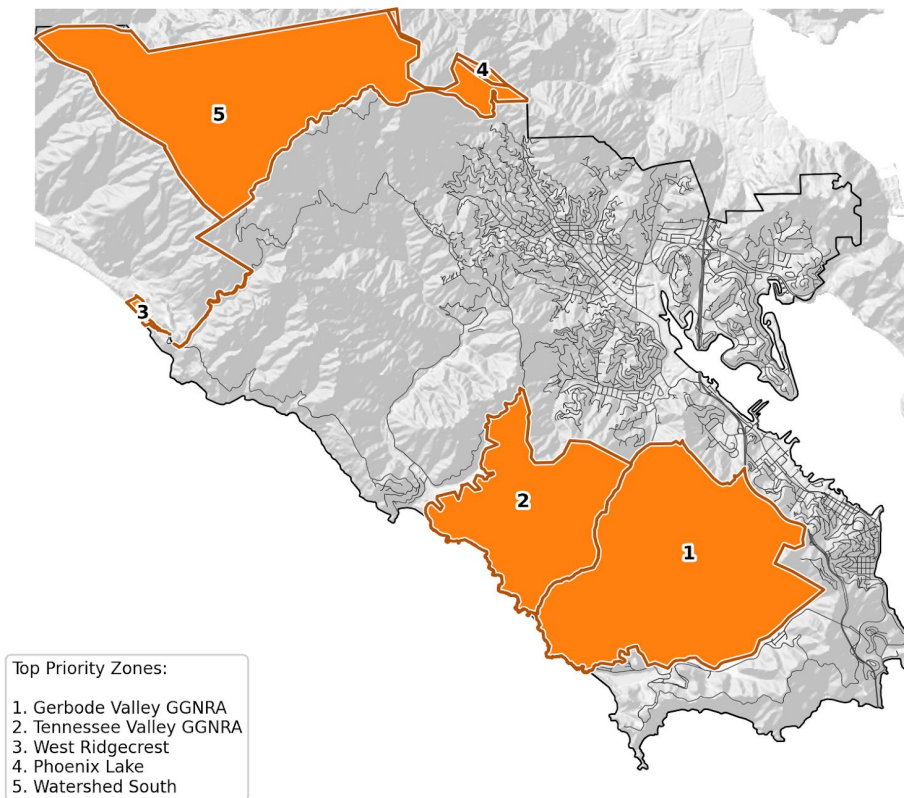 5
4
3
2
1
Top Priority Zones:
1. Gerbode Valley GGNRA
2. Tennessee Valley GGNRA
3. West Ridgecrest
4. Phoenix Lake
5. Watershed South